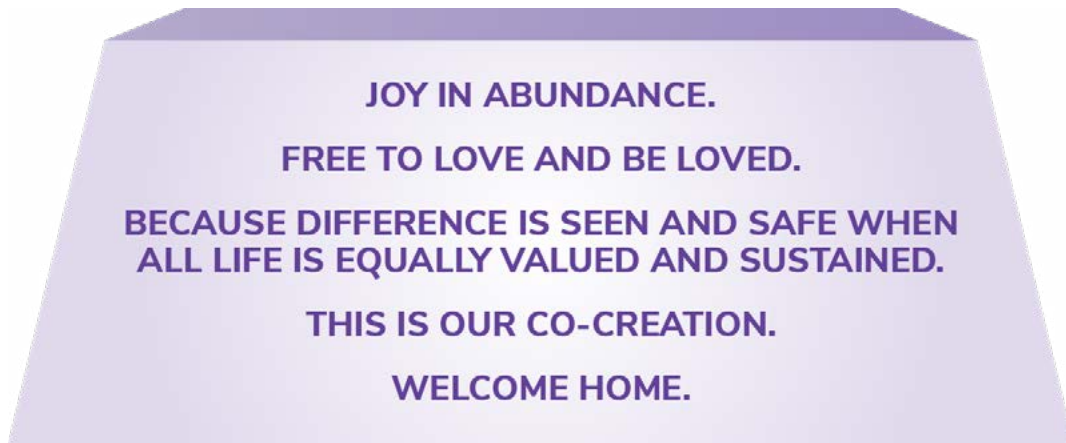 JOY IN ABUNDANCE.
FREE TO LOVE AND BE LOVED.
BECAUSE DIFFERENCE IS SEEN AND SAFE WHEN
ALL LIFE IS EQUALLY VALUED AND SUSTAINED.
THIS IS OUR CO-CREATION.
WELCOME HOME.